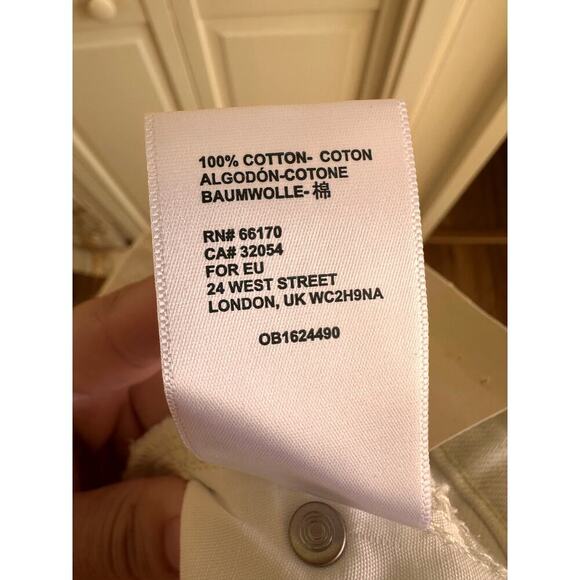 100% COTTON- COTON
ALGODÓN-COTONE
BAUMWOLLE-棉
RN# 66170
CA# 32054
FOR EU
24 WEST STREET
LONDON, UK WC2H9NA
OB1624490